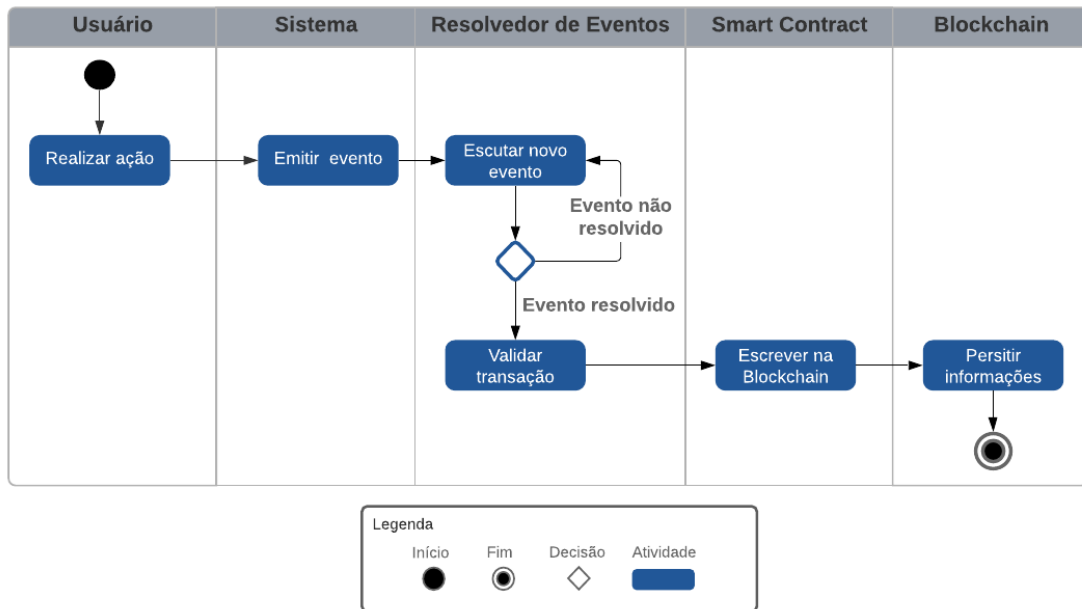 Usuário
Sistema
Resolvedor de Eventos
Smart Contract
Blockchain
Realizar ação
Emitir evento
Escutar novo
evento
Evento não
resolvido
Evento resolvido
Validar
transação
Escrever na
Blockchain
Persitir
informações
Legenda
Início
Fim
Decisão
Atividade